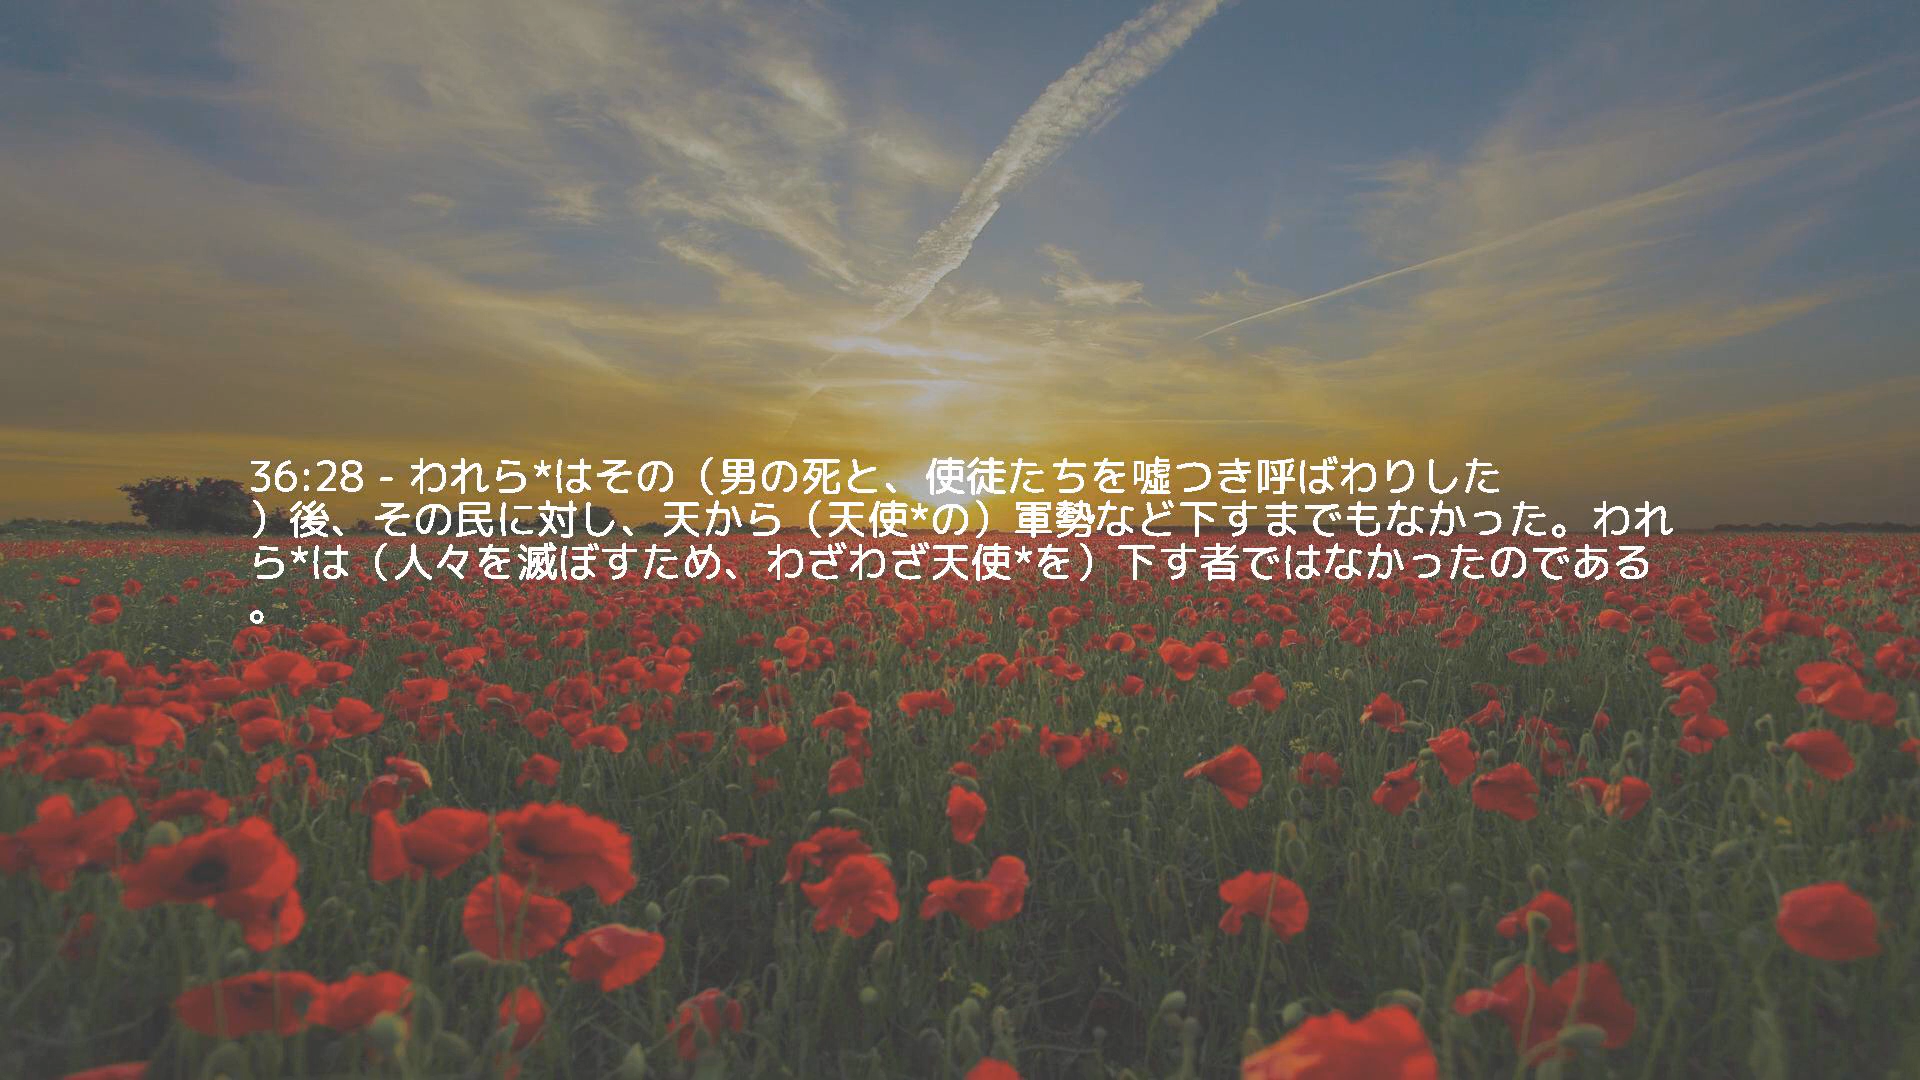 36:28 - われら*はその（男の死と、使徒たちを嘘つき呼ばわりした
）後、その民に対し、天から（天使*の）軍勢など下すまでもなかった。われ
ら*は（人々を滅ぼすため、わざわざ天使*を）下す者ではなかったのである
。